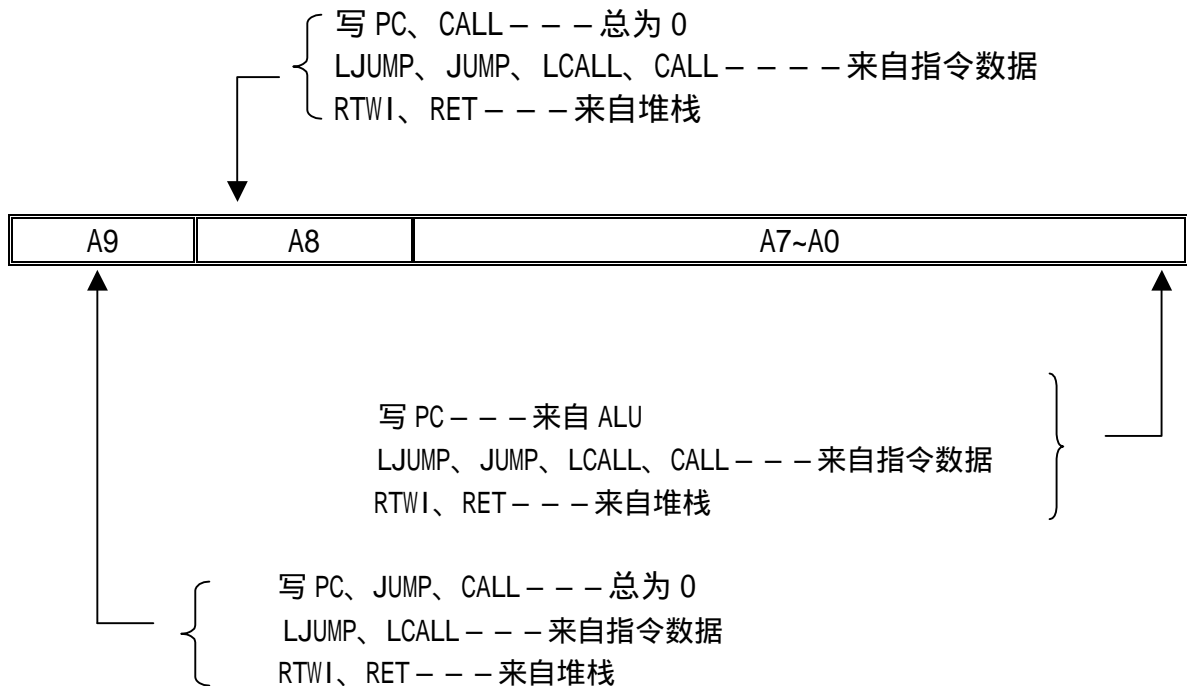 写 PC、CALL———总为 0
LJUMP、JUMP、LCALL、CALL————来自指令数据
RTWI、RET———来自堆栈
A9 A8 A7~A0
写 PC———来自 ALU
LJUMP、JUMP、LCALL、CALL———来自指令数据
RTWI、RET———来自堆栈
写 PC、JUMP、CALL———总为 0
LJUMP、LCALL———来自指令数据
RTWI、RET———来自堆栈